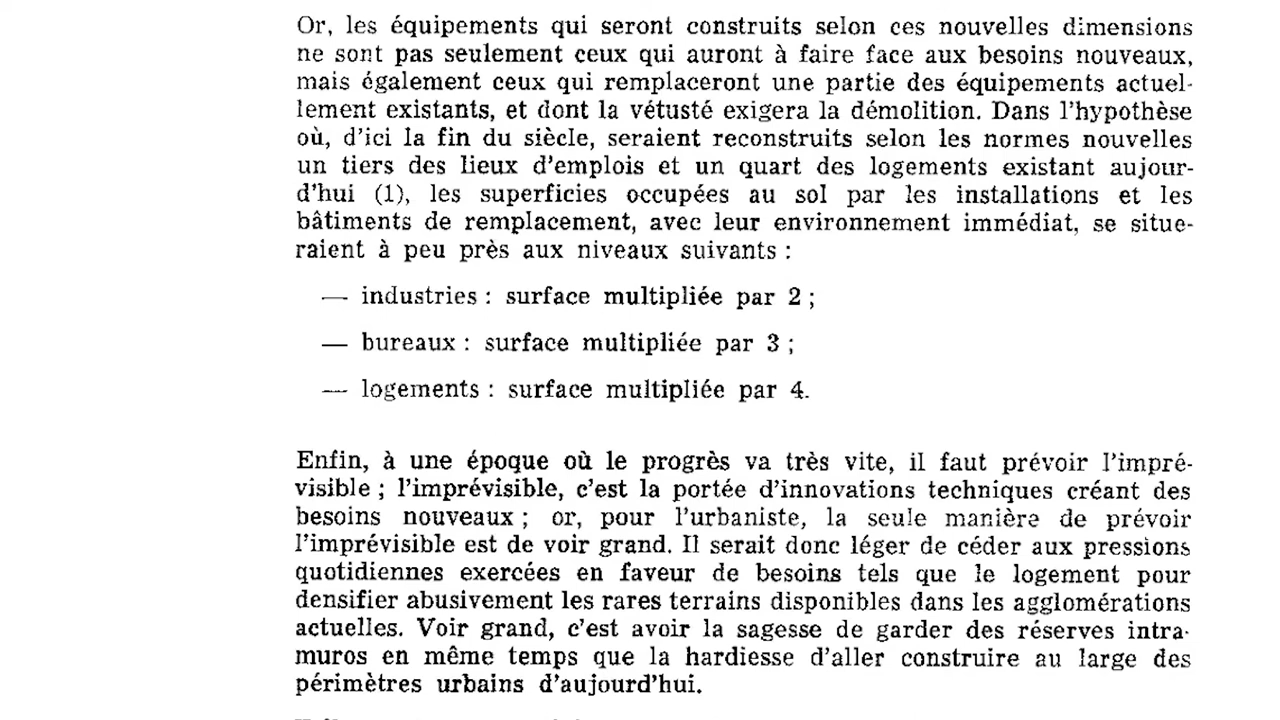 Or, les équipements qui seront construits selon ces nouvelles dimensions
ne sont pas seulement ceux qui auront à faire face aux besoins nouveaux,
mais également ceux qui remplaceront une partie des équipements actuel-
lement existants, et dont la vétusté exigera la démolition. Dans l'hypothèse
où, d'ici la fin du siècle, seraient reconstruits selon les normes nouvelles
un tiers des lieux d'emplois et un quart des logements existant aujour-
d'hui (1), les superficies occupées au sol par les installations et les
bâtiments de remplacement, avec leur environnement immédiat, se situe-
raient à peu près aux niveaux suivants :
— industries : surface multipliée par 2 ;
— bureaux : surface multipliée par 3 ;
— logements : surface multipliée par 4.
Enfin, à une époque où le progrès va très vite, il faut prévoir l'impré-
visible ; l'imprévisible, c'est la portée d'innovations techniques créant des
besoins nouveaux ; or, pour l'urbaniste, la seule manière de prévoir
l'imprévisible est de voir grand. Il serait donc léger de céder aux pressions
quotidiennes exercées en faveur de besoins tels que le logement pour
densifier abusivement les rares terrains disponibles dans les agglomérations
actuelles. Voir grand, c'est avoir la sagesse de garder des réserves intra-
muros en même temps que la hardiesse d'aller construire au large des
périmètres urbains d'aujourd'hui.